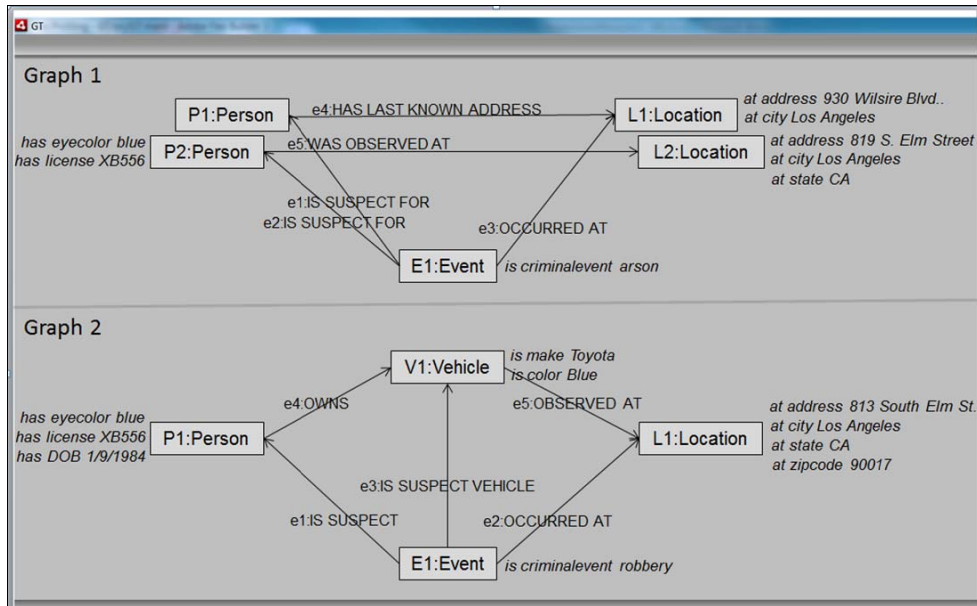 GT
Graph 1
P1:Person
e4:HAS LAST KNOWN ADDRESS
L1:Location
at address 930 Wilsire Blvd..
at city Los Angeles
has eyecolor blue
has license XB556
P2:Person
e5:WAS OBSERVED AT
L2:Location
at address 819 S. Elm Street
at city Los Angeles
at state CA
e1:IS SUSPECT FOR
e2:IS SUSPECT FOR
e3:OCCURRED AT
E1:Event
is criminalevent arson
Graph 2
V1:Vehicle
is make Toyota
is color Blue
e4:OWNS
e5:OBSERVED AT
has eyecolor blue
has license XB556
has DOB 1/9/1984
P1:Person
L1:Location
at address 813 South Elm St.
at city Los Angeles
at state CA
at zipcode 90017
e3:IS SUSPECT VEHICLE
e1:IS SUSPECT
e2:OCCURRED AT
E1:Event
is criminalevent robbery